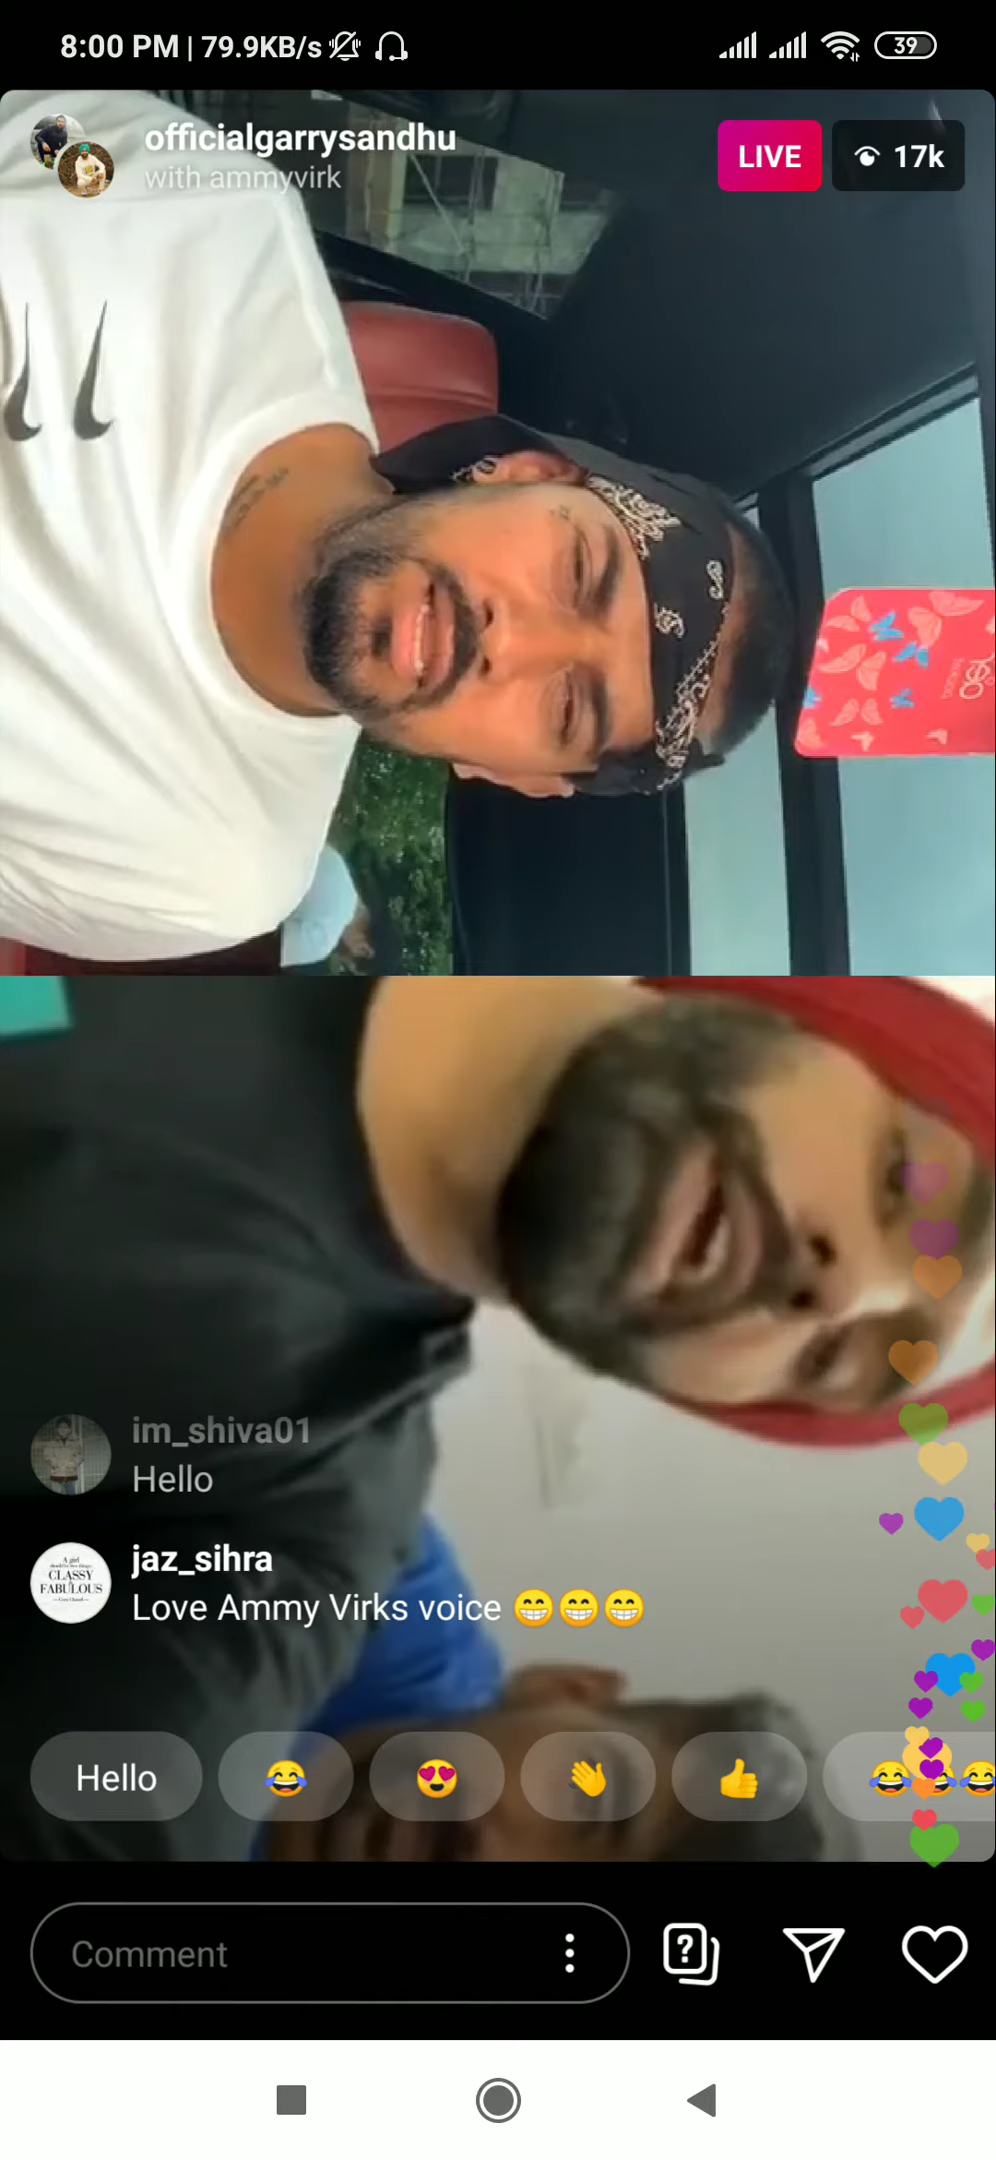 8:00 PM | 79.9KB/s
39
officialgarrysandhu
with ammyvirk
LIVE
17k
im_shiva01
Hello
jaz_sihra
Love Ammy Virks voice 😁😁😁
A girl
CLASSY
FABULOUS
Hello 😂 😍 👋 👍 😂😂😂
Comment